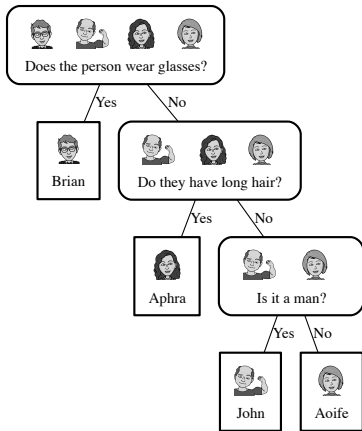 Does the person wear glasses?
Yes
No
Brian
Do they have long hair?
Yes
No
Aphra
Is it a man?
Yes
No
John
Aoife